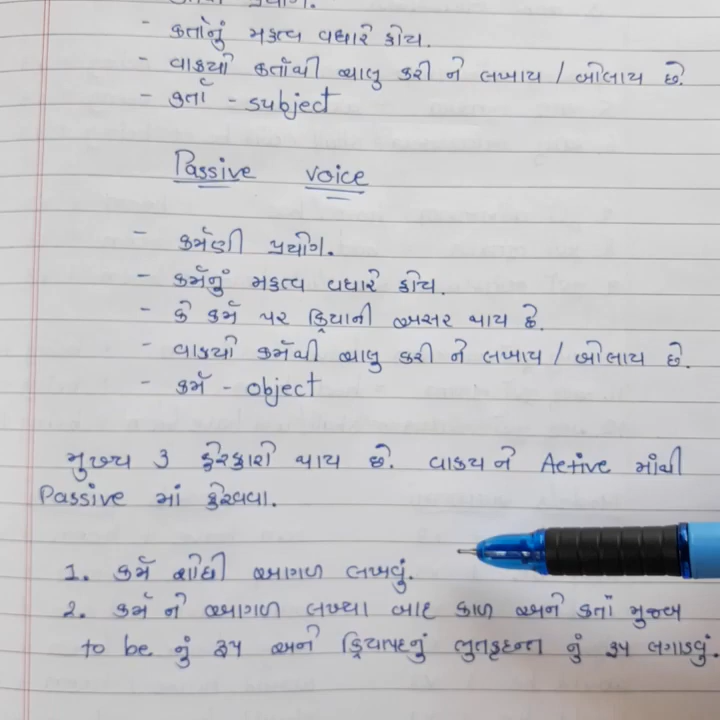 પ્રયોગ.
- કર્તાનું મહત્વ વધારે હોય.
- વાક્યો કર્તાથી ચાલુ કરી ને લખાય / બોલાય છે.
- કર્તા - subject
Passive voice
- કર્મણી પ્રયોગ.
- કર્મનું મહત્વ વધારે હોય.
- કે કર્મ પર ક્રિયાની અસર થાય છે.
- વાક્યો કર્મથી ચાલુ કરી ને લખાય / બોલાય છે.
- કર્મ - object
મુખ્ય 3 ફેરફારો થાય છે. વાક્ય ને Active માંથી
Passive માં ફેરવવા.
1. કર્મ શોધી આગળ લખવું.
2. કર્મ ને આગળ લખ્યા બાદ કાળ અને કર્તા મુજબ
to be નું રૂપ અને ક્રિયાપદનું ભુતકૃદન્ત નું રૂપ લગાડવું.